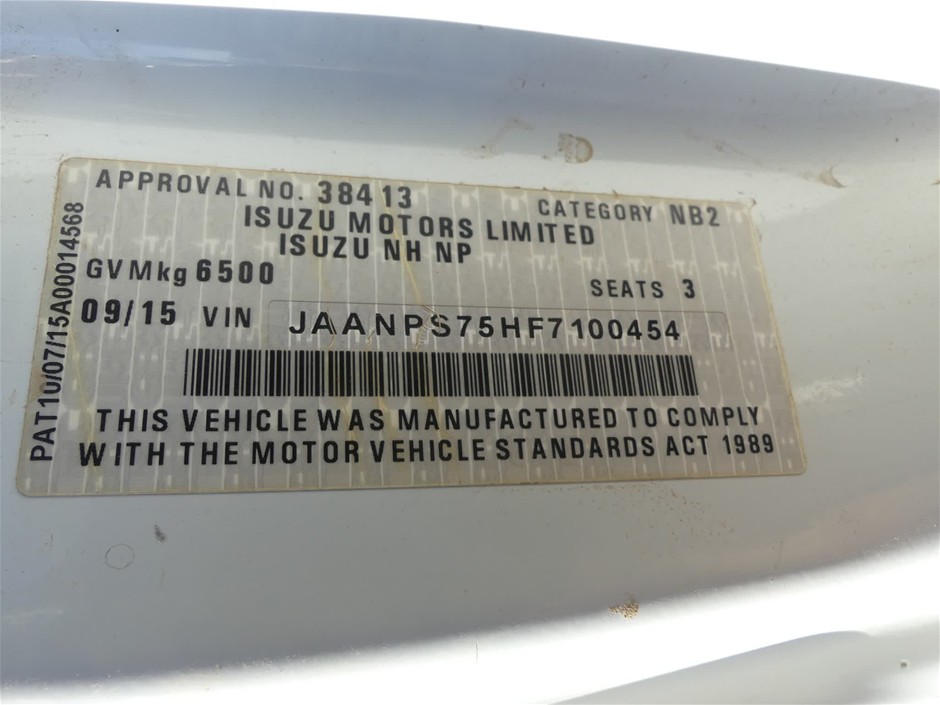 APPROVAL NO. 38413
CATEGORY NB2
ISUZU MOTORS LIMITED
ISUZU NH NP
GVMkg 6500
SEATS 3
09/15 VIN JAANPS75HF7100454
THIS VEHICLE WAS MANUFACTURED TO COMPLY
WITH THE MOTOR VEHICLE STANDARDS ACT 1989
PAT10/07/15A00014568